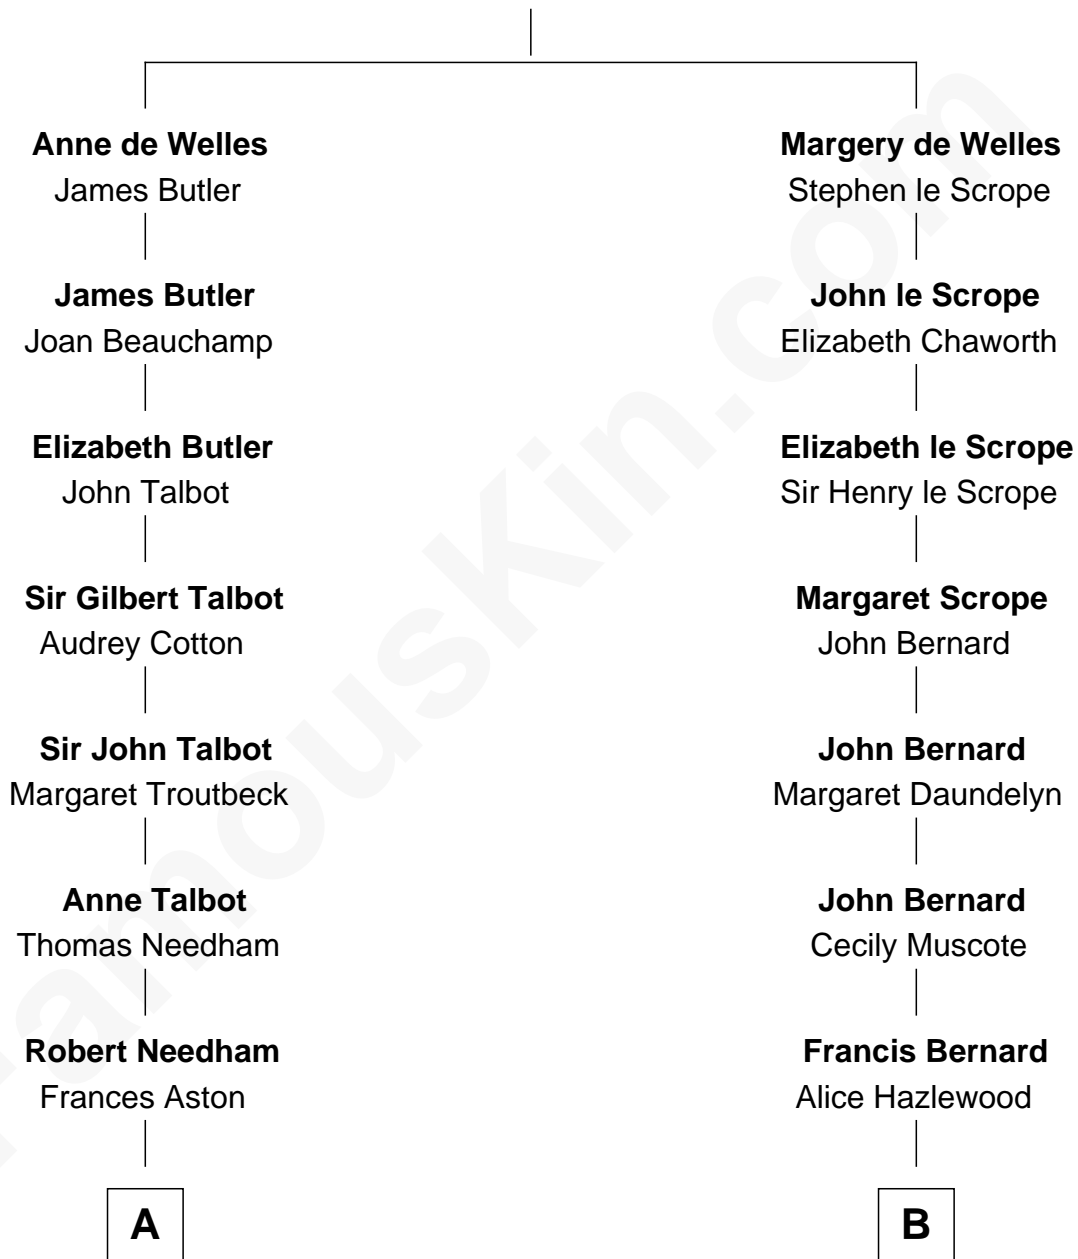 Anne de Welles
James Butler
James Butler
Joan Beauchamp
Elizabeth Butler
John Talbot
Sir Gilbert Talbot
Audrey Cotton
Sir John Talbot
Margaret Troutbeck
Anne Talbot
Thomas Needham
Robert Needham
Frances Aston
A
Margery de Welles
Stephen le Scrope
John le Scrope
Elizabeth Chaworth
Elizabeth le Scrope
Sir Henry le Scrope
Margaret Scrope
John Bernard
John Bernard
Margaret Daundelyn
John Bernard
Cecily Muscote
Francis Bernard
Alice Hazlewood
B
FamousKin.com